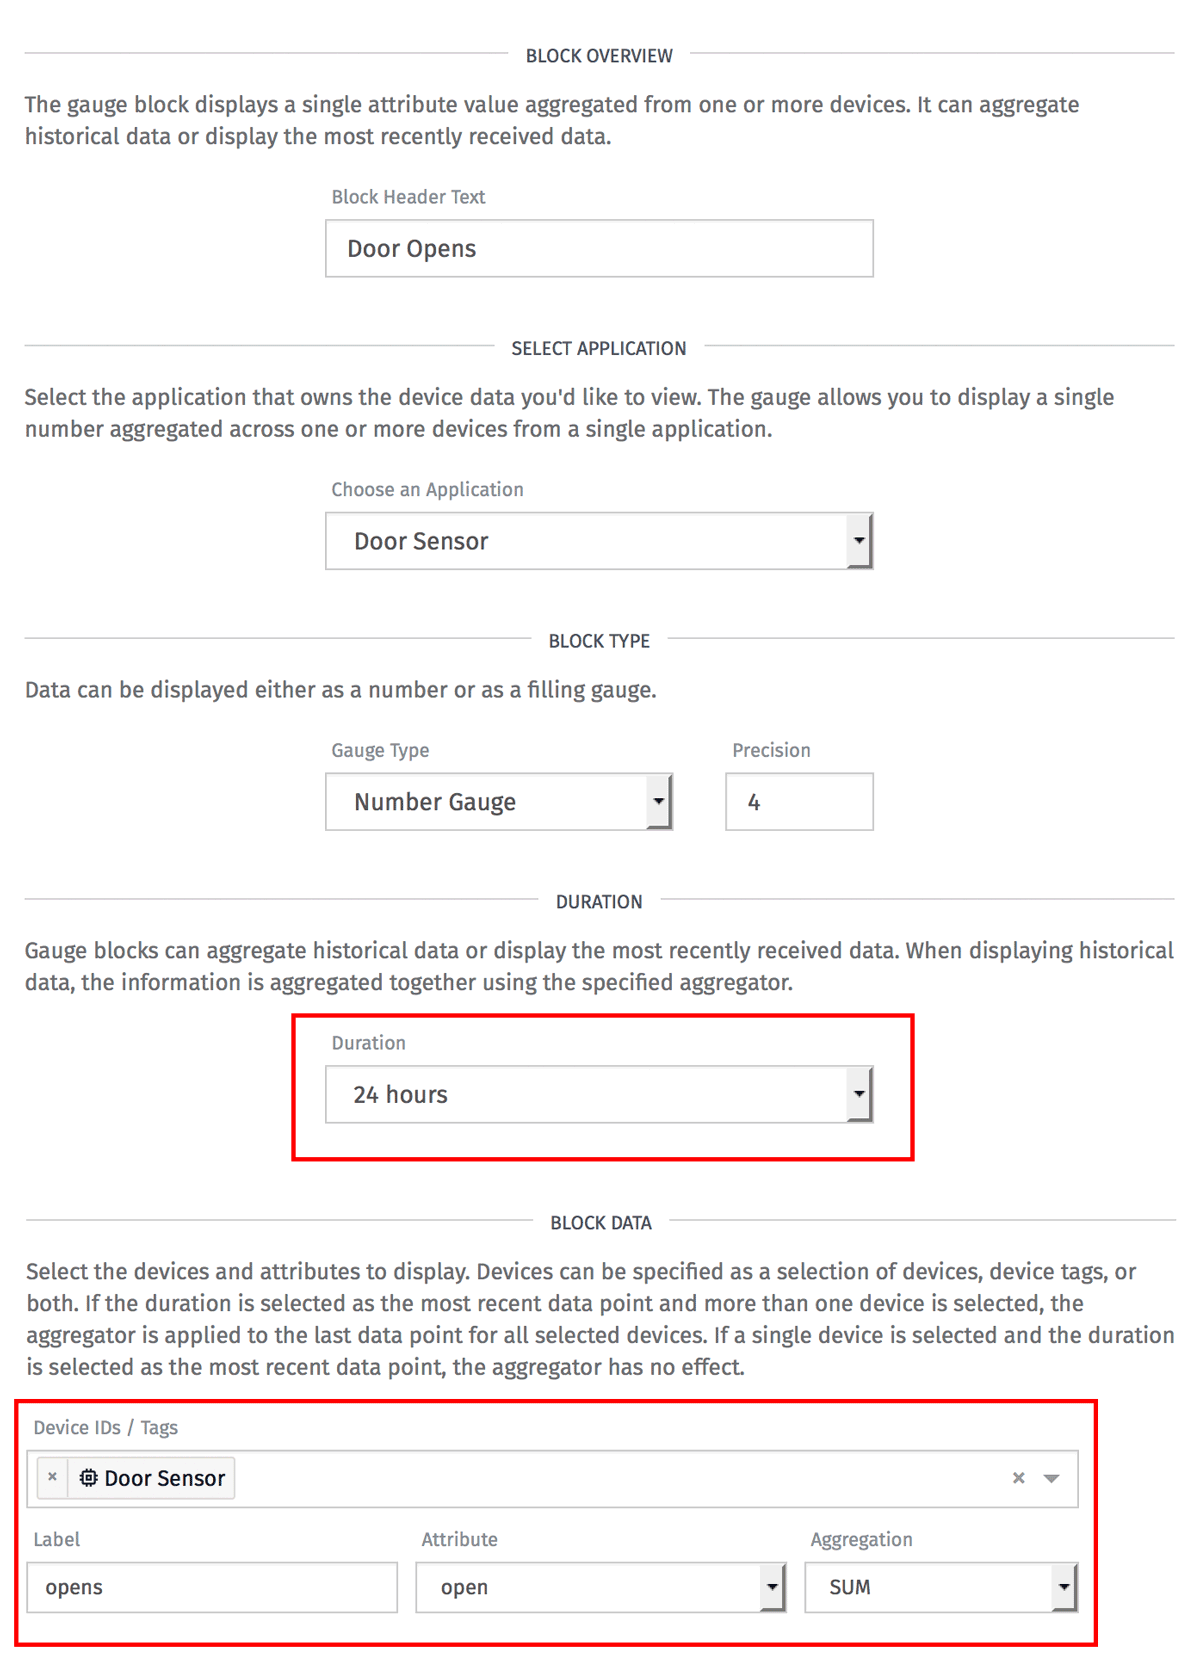 BLOCK OVERVIEW
The gauge block displays a single attribute value aggregated from one or more devices. It can aggregate
historical data or display the most recently received data.
Block Header Text
Door Opens
SELECT APPLICATION
Select the application that owns the device data you'd like to view. The gauge allows you to display a single
number aggregated across one or more devices from a single application.
Choose an Application
Door Sensor
BLOCK TYPE
Data can be displayed either as a number or as a filling gauge.
Gauge Type Precision
Number Gauge 4
DURATION
Gauge blocks can aggregate historical data or display the most recently received data. When displaying historical
data, the information is aggregated together using the specified aggregator.
Duration
24 hours
BLOCK DATA
Select the devices and attributes to display. Devices can be specified as a selection of devices, device tags, or
both. If the duration is selected as the most recent data point and more than one device is selected, the
aggregator is applied to the last data point for all selected devices. If a single device is selected and the duration
is selected as the most recent data point, the aggregator has no effect.
Device IDs / Tags
× Door Sensor ×
Label Attribute Aggregation
opens open SUM